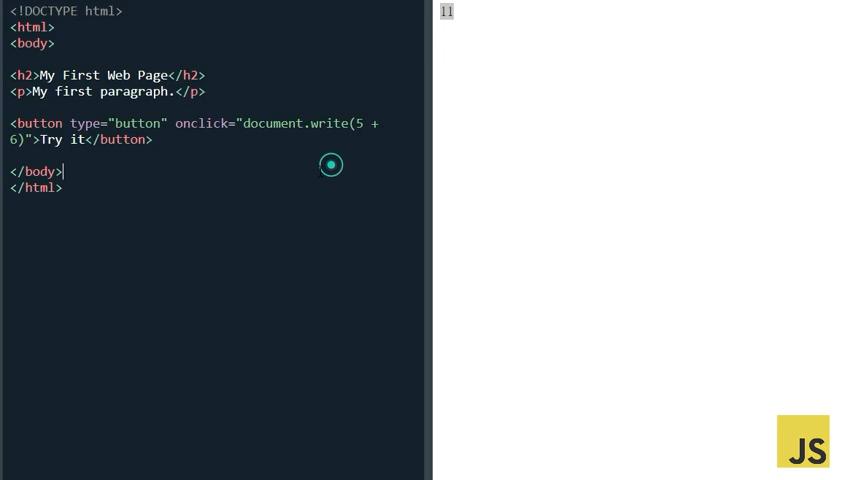 <!DOCTYPE html>
<html>
<body>
<h2>My First Web Page</h2>
<p>My first paragraph.</p>
<button type="button" onclick="document.write(5 +
6)">Try it</button>
</body>
</html>
11
JS